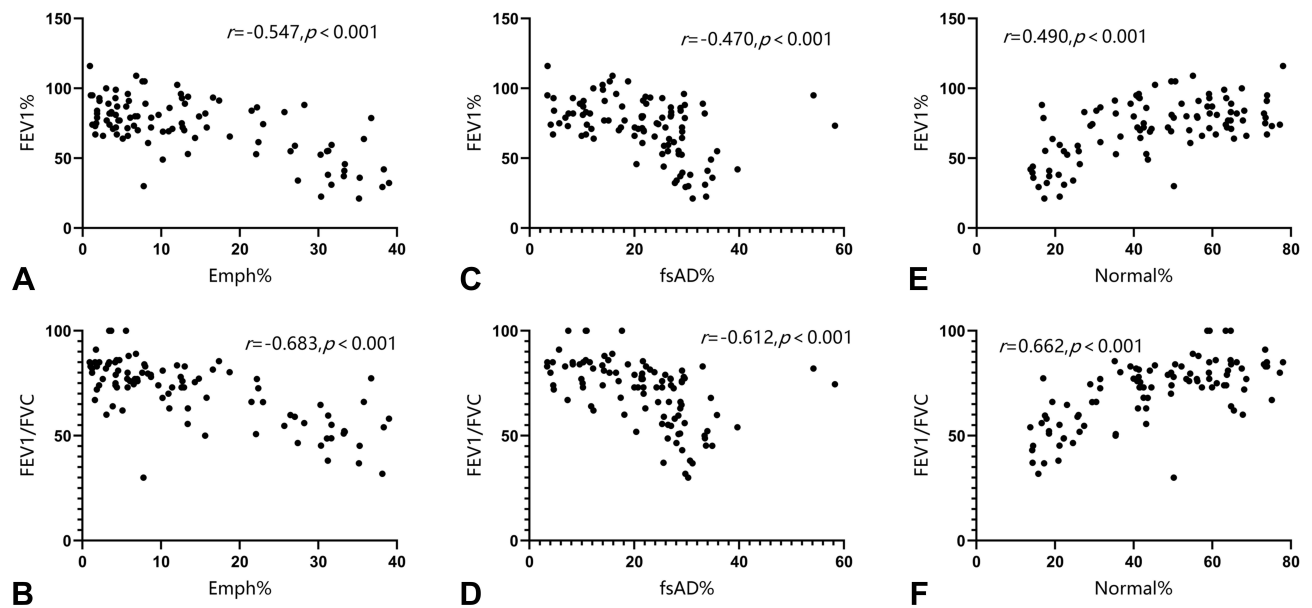 150
100
50
0
FEV1%
r=-0.547,p<0.001
0 10 20 30 40
Emph%
A
150
100
50
0
FEV1%
r=-0.470,p<0.001
0 20 40 60
fsAD%
C
150
100
50
0
FEV1%
r=0.490,p<0.001
0 20 40 60 80
Normal%
E
100
50
0
FEV1/FVC
r=-0.683,p<0.001
0 10 20 30 40
Emph%
B
100
50
0
FEV1/FVC
r=-0.612,p<0.001
0 20 40 60
fsAD%
D
100
50
0
FEV1/FVC
r=0.662,p<0.001
0 20 40 60 80
Normal%
F